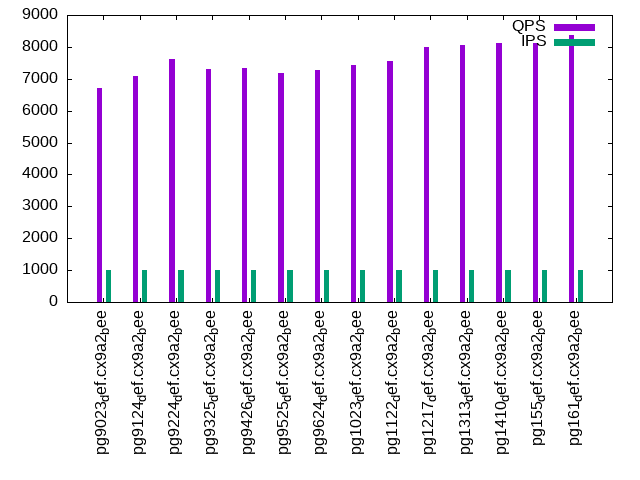 9000
8000
7000
6000
5000
4000
3000
2000
1000
0
QPS
IPS
pg9023def.cx9a2bee
pg9124def.cx9a2bee
pg9224def.cx9a2bee
pg9325def.cx9a2bee
pg9426def.cx9a2bee
pg9525def.cx9a2bee
pg9624def.cx9a2bee
pg1023def.cx9a2bee
pg1122def.cx9a2bee
pg1217def.cx9a2bee
pg1313def.cx9a2bee
pg1410def.cx9a2bee
pg155def.cx9a2bee
pg161def.cx9a2bee